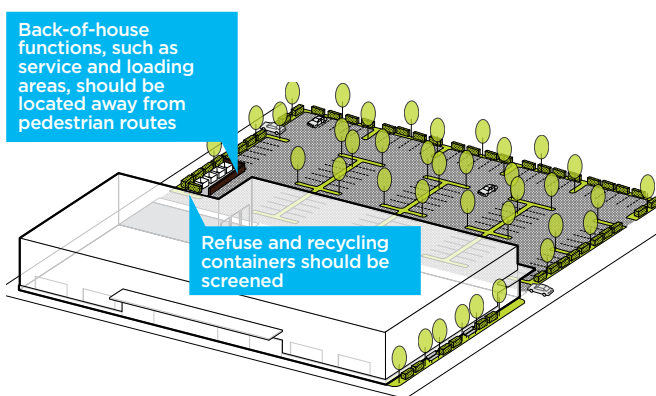 Back-of-house
functions, such as
service and loading
areas, should be
located away from
pedestrian routes
Refuse and recycling
containers should be
screened